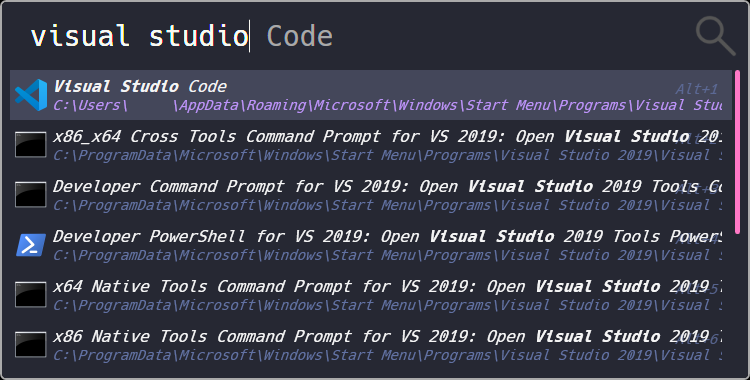 visual studio Code
Visual Studio Code Alt+1
C:\Users\ \AppData\Roaming\Microsoft\Windows\Start Menu\Programs\Visual Stud
x86_x64 Cross Tools Command Prompt for VS 2019: Open Visual Studio 201
C:\ProgramData\Microsoft\Windows\Start Menu\Programs\Visual Studio 2019\Visual S
Developer Command Prompt for VS 2019: Open Visual Studio 2019 Tools Co
C:\ProgramData\Microsoft\Windows\Start Menu\Programs\Visual Studio 2019\Visual S
Developer PowerShell for VS 2019: Open Visual Studio 2019 Tools PowerS
C:\ProgramData\Microsoft\Windows\Start Menu\Programs\Visual Studio 2019\Visual S
x64 Native Tools Command Prompt for VS 2019: Open Visual Studio 2019
C:\ProgramData\Microsoft\Windows\Start Menu\Programs\Visual Studio 2019\Visual S
x86 Native Tools Command Prompt for VS 2019: Open Visual Studio 2019
C:\ProgramData\Microsoft\Windows\Start Menu\Programs\Visual Studio 2019\Visual S